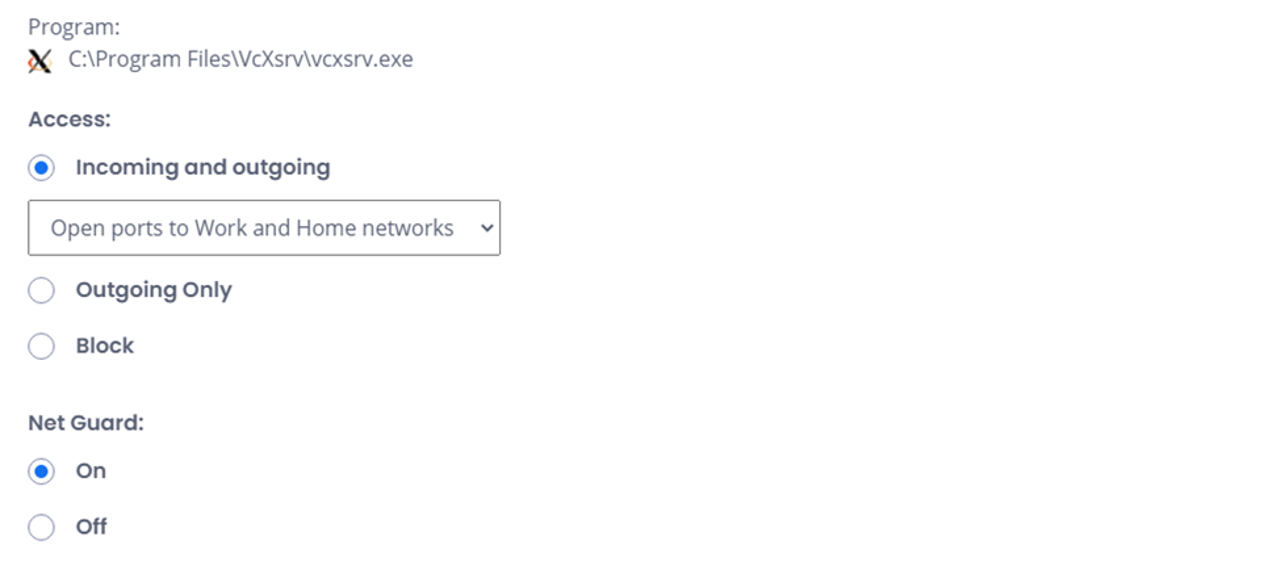 Program:
C:\Program Files\VcXsrv\vcxsrv.exe
Access:
Incoming and outgoing
Open ports to Work and Home networks
Outgoing Only
Block
Net Guard:
On
Off